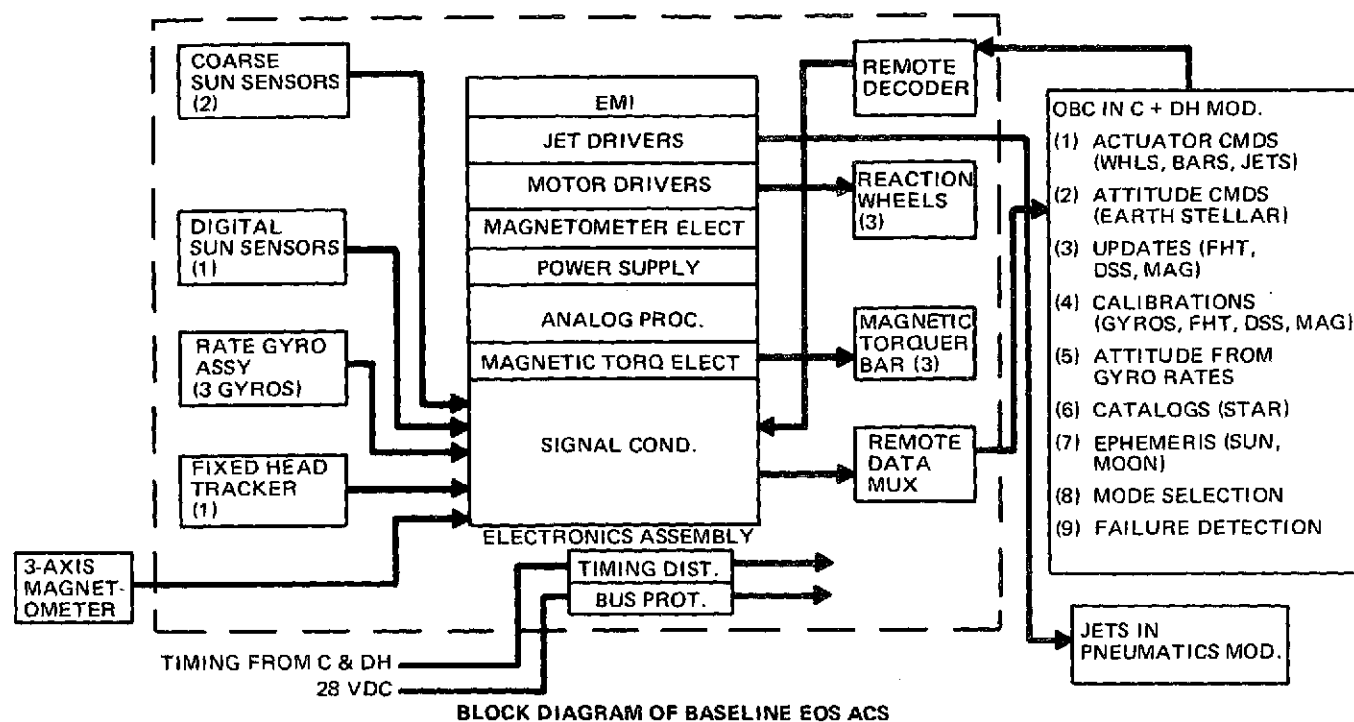 COARSE
SUN SENSORS
(2)
DIGITAL
SUN SENSORS
(1)
RATE GYRO
ASSY
(3 GYROS)
FIXED HEAD
TRACKER
(1)
3-AXIS
MAGNET-
OMETER
EMI
JET DRIVERS
MOTOR DRIVERS
MAGNETOMETER ELECT
POWER SUPPLY
ANALOG PROC.
MAGNETIC TORQ ELECT
SIGNAL COND.
ELECTRONICS ASSEMBLY
TIMING DIST.
BUS PROT.
TIMING FROM C & DH
28 VDC
REMOTE
DECODER
REACTION
WHEELS
(3)
MAGNETIC
TORQUER
BAR (3)
REMOTE
DATA
MUX
OBC IN C + DH MOD.
(1) ACTUATOR CMDS
(WHLS, BARS, JETS)
(2) ATTITUDE CMDS
(EARTH STELLAR)
(3) UPDATES (FHT,
DSS, MAG)
(4) CALIBRATIONS
(GYROS, FHT, DSS, MAG)
(5) ATTITUDE FROM
GYRO RATES
(6) CATALOGS (STAR)
(7) EPHEMERIS (SUN,
MOON)
(8) MODE SELECTION
(9) FAILURE DETECTION
JETS IN
PNEUMATICS MOD.
BLOCK DIAGRAM OF BASELINE EOS ACS